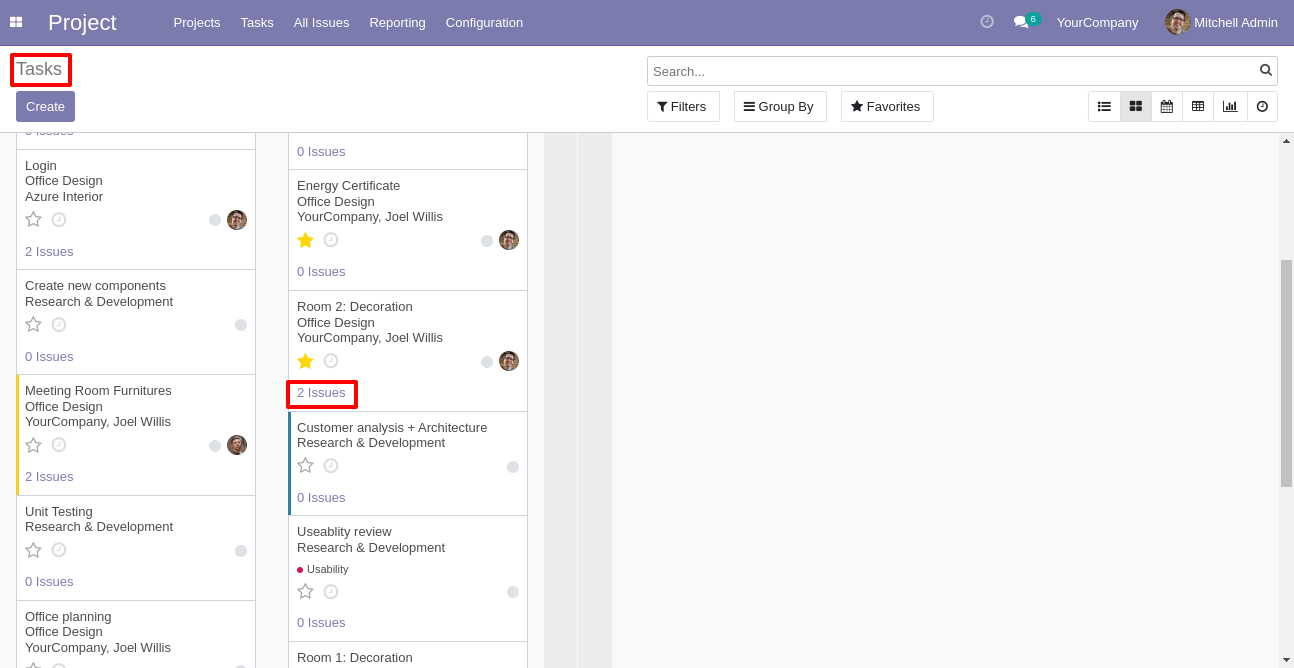 Project
Projects
Tasks
All Issues
Reporting
Configuration
6
YourCompany
Mitchell Admin
Tasks
Search...
Create
Filters
Group By
Favorites
Login
Office Design
Azure Interior
2 Issues
Create new components
Research & Development
0 Issues
Meeting Room Furnitures
Office Design
YourCompany, Joel Willis
2 Issues
Unit Testing
Research & Development
0 Issues
Office planning
Office Design
YourCompany, Joel Willis
0 Issues
Energy Certificate
Office Design
YourCompany, Joel Willis
0 Issues
Room 2: Decoration
Office Design
YourCompany, Joel Willis
2 Issues
Customer analysis + Architecture
Research & Development
0 Issues
Useablity review
Research & Development
Usability
0 Issues
Room 1: Decoration